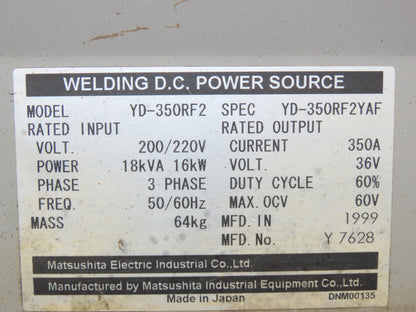 WELDING D.C. POWER SOURCE
MODEL YD-350RF2 SPEC YD-350RF2YAF
RATED INPUT RATED OUTPUT
VOLT. 200/220V CURRENT 350A
POWER 18kVA 16kW VOLT. 36V
PHASE 3 PHASE DUTY CYCLE 60%
FREQ. 50/60Hz MAX.OCV 60V
MASS 64kg MFD.IN 1999
MFD.No. Y 7628
Matsushita Electric Industrial Co.,Ltd.
Manufactured by Matsushita Industrial Equipment Co.,Ltd.
Made in Japan DNM00135